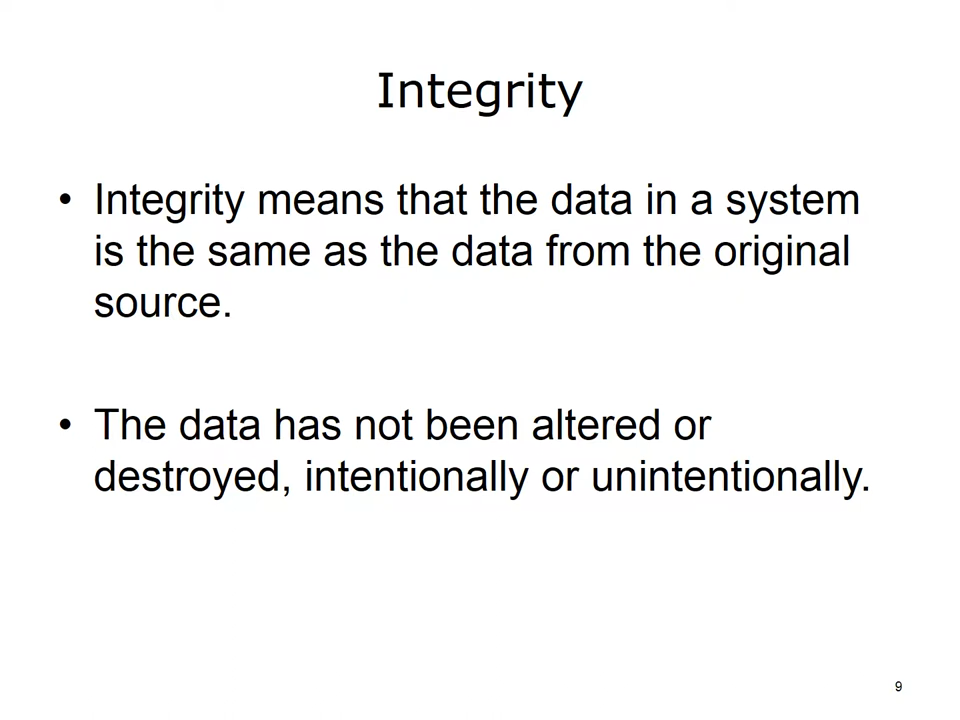 Integrity
• Integrity means that the data in a system
is the same as the data from the original
source.
• The data has not been altered or
destroyed, intentionally or unintentionally.
9